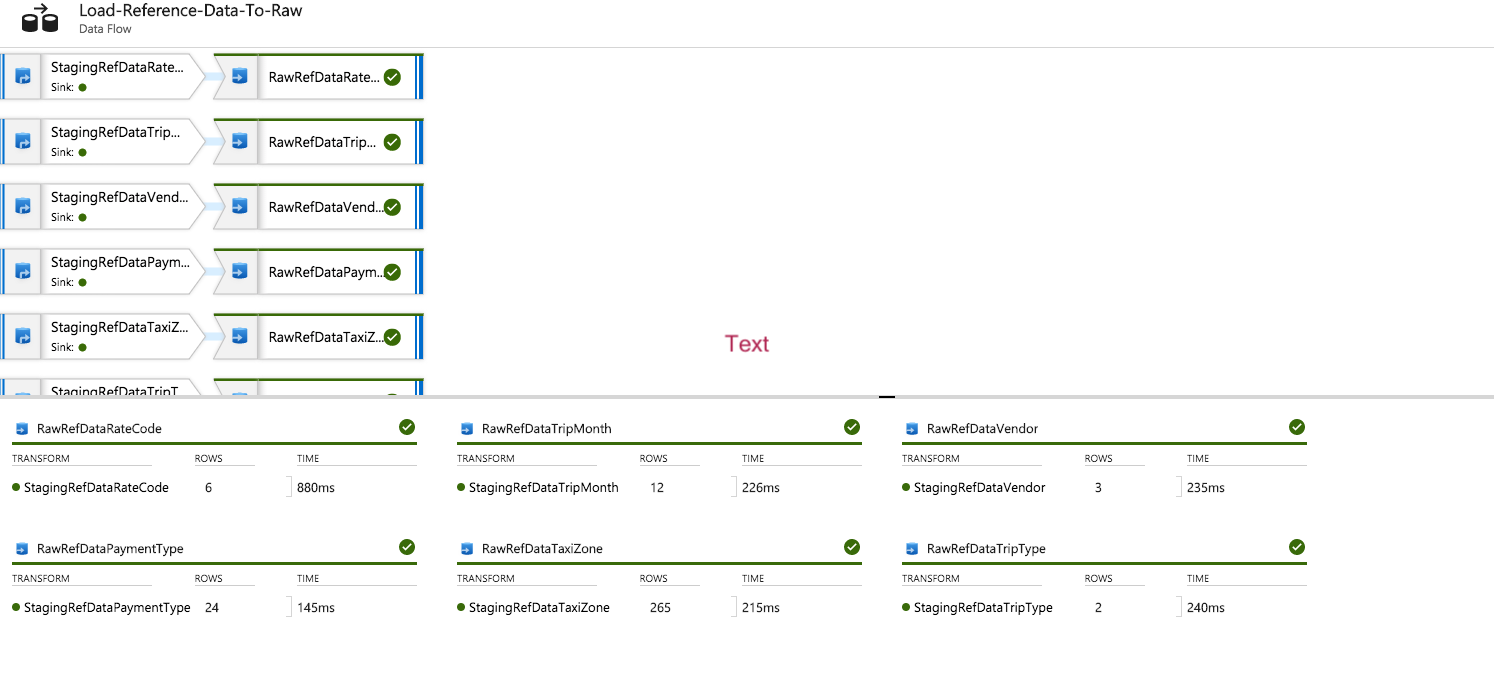 Load-Reference-Data-To-Raw
Data Flow
StagingRefDataRate...
Sink:
RawRefDataRate...
StagingRefDataTrip...
Sink:
RawRefDataTrip...
StagingRefDataVend...
Sink:
RawRefDataVend...
StagingRefDataPaym...
Sink:
RawRefDataPaym...
StagingRefDataTaxiZ...
Sink:
RawRefDataTaxiZ...
StagingRefDataTripT
Text
RawRefDataRateCode
TRANSFORM ROWS TIME
StagingRefDataRateCode 6 880ms
RawRefDataTripMonth
TRANSFORM ROWS TIME
StagingRefDataTripMonth 12 226ms
RawRefDataVendor
TRANSFORM ROWS TIME
StagingRefDataVendor 3 235ms
RawRefDataPaymentType
TRANSFORM ROWS TIME
StagingRefDataPaymentType 24 145ms
RawRefDataTaxiZone
TRANSFORM ROWS TIME
StagingRefDataTaxiZone 265 215ms
RawRefDataTripType
TRANSFORM ROWS TIME
StagingRefDataTripType 2 240ms